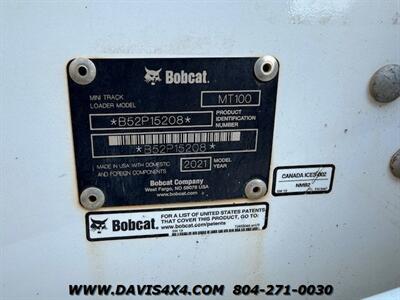 Bobcat.
MINI TRACK
LOADER MODEL
MT100
*B52P15208*
PRODUCT
IDENTIFICATION
NUMBER
*B52P15208*
MADE IN U.S.A WITH DOMESTIC
AND FOREIGN COMPONENTS
2021
MODEL
YEAR
Bobcat Company
West Fargo, ND 58078 USA
www.bobcat.com
CANADA ICES-002
NMB2
Bobcat.
FOR A LIST OF UNITED STATES PATENTS
THAT COVER THIS PRODUCT, GO TO:
www.bobcat.com/patents
WWW.DAVIS4X4.COM - 804-271-0030